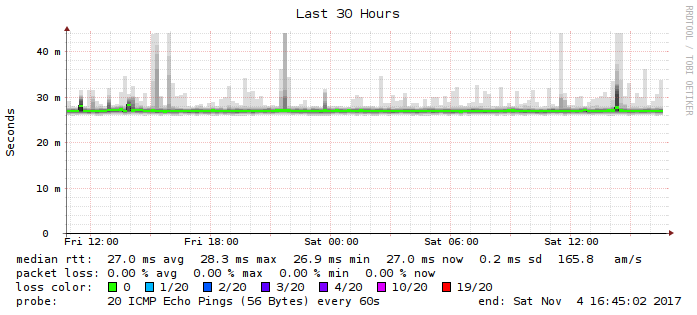 Last 30 Hours
RRDTOOL / TOBI OETIKER
Seconds
40 m
30 m
20 m
10 m
0
Fri 12:00 Fri 18:00 Sat 00:00 Sat 06:00 Sat 12:00
median rtt: 27.0 ms avg 28.3 ms max 26.9 ms min 27.0 ms now 0.2 ms sd 165.8 am/s
packet loss: 0.00 % avg 0.00 % max 0.00 % min 0.00 % now
loss color: 0 1/20 2/20 3/20 4/20 10/20 19/20
probe: 20 ICMP Echo Pings (56 Bytes) every 60s end: Sat Nov 4 16:45:02 2017